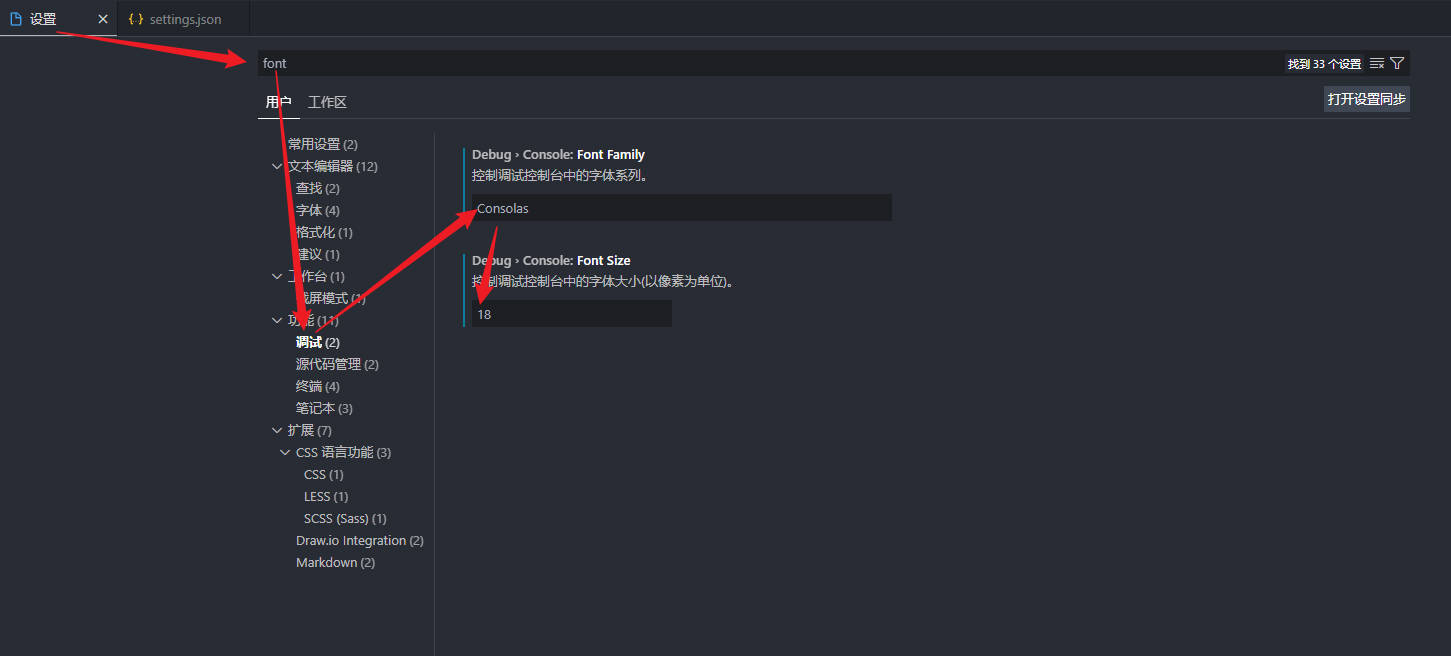 设置
{..} settings.json
font
找到 33 个设置
用户 工作区
打开设置同步
常用设置 (2)
文本编辑器 (12)
查找 (2)
字体 (4)
格式化 (1)
建议 (1)
工作台 (1)
截屏模式 (1)
功能 (11)
调试 (2)
源代码管理 (2)
终端 (4)
笔记本 (3)
扩展 (7)
CSS 语言功能 (3)
CSS (1)
LESS (1)
SCSS (Sass) (1)
Draw.io Integration (2)
Markdown (2)
Debug › Console: Font Family
控制调试控制台中的字体系列。
Consolas
Debug › Console: Font Size
控制调试控制台中的字体大小(以像素为单位)。
18